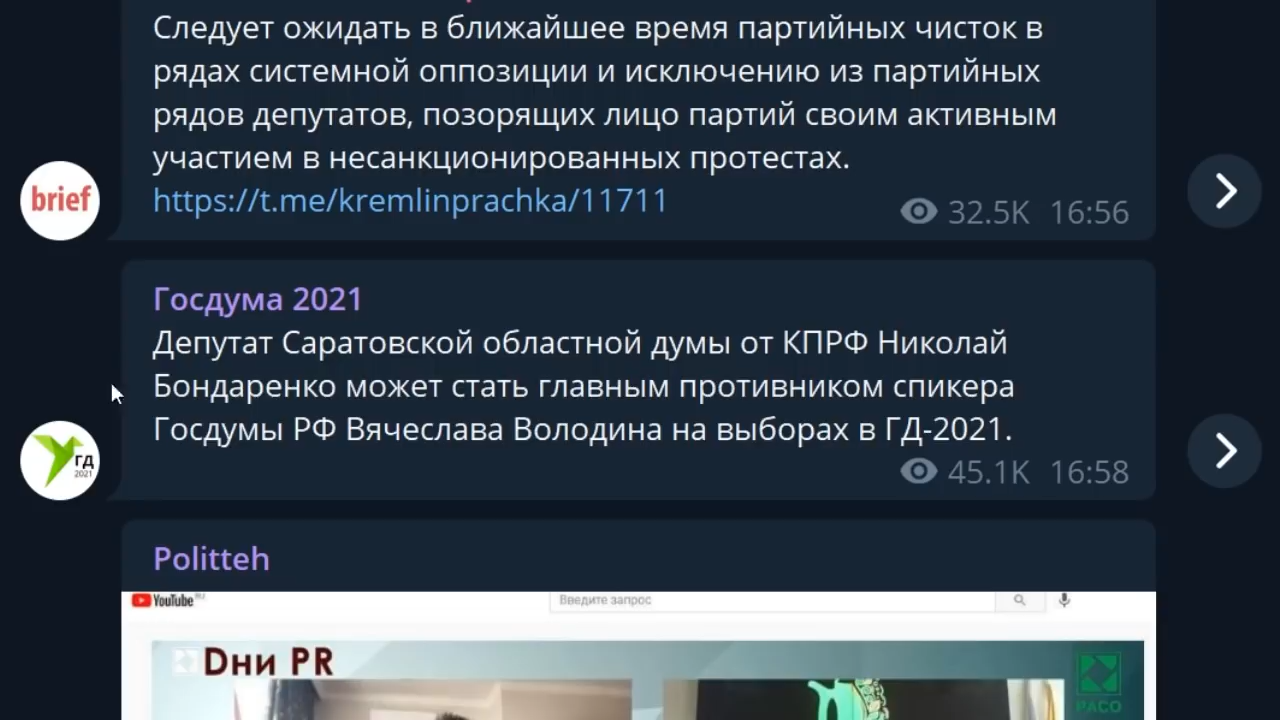 Следует ожидать в ближайшее время партийных чисток в
рядах системной оппозиции и исключению из партийных
рядов депутатов, позорящих лицо партий своим активным
участием в несанкционированных протестах.
https://t.me/kremlinprachka/11711
32.5K 16:56
brief
Госдума 2021
Депутат Саратовской областной думы от КПРФ Николай
Бондаренко может стать главным противником спикера
Госдумы РФ Вячеслава Володина на выборах в ГД-2021.
45.1K 16:58
ГД
2021
Politteh
YouTube RU
Введите запрос
Dни PR
РАСО